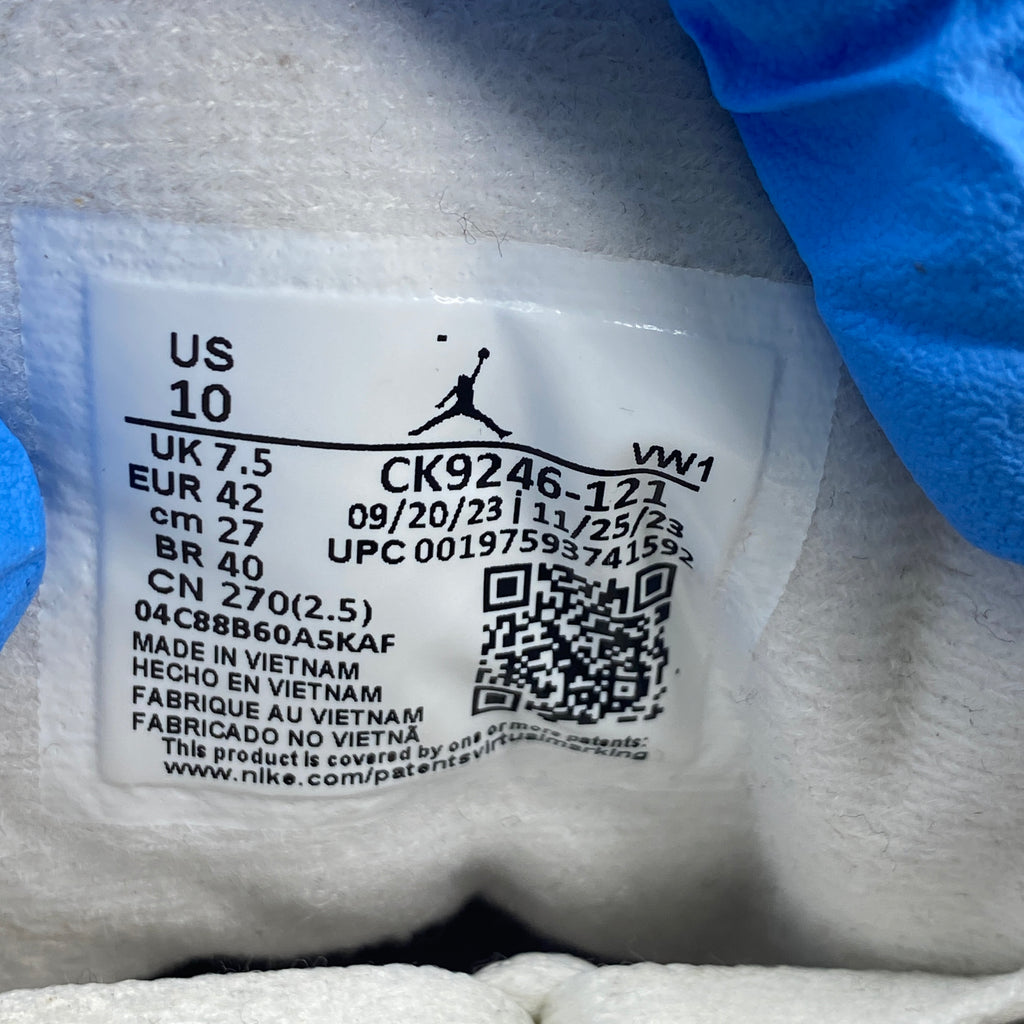 US
10
UK 7.5
EUR 42
cm 27
BR 40
CN 270(2.5)
04C88B60A5KAF
MADE IN VIETNAM
HECHO EN VIETNAM
FABRIQUE AU VIETNAM
FABRICADO NO VIETNÃ
This product is covered by one or more patents:
www.nike.com/patentsvirtualmarking
VW1
CK9246-121
09/20/23 | 11/25/23
UPC 00197593741592